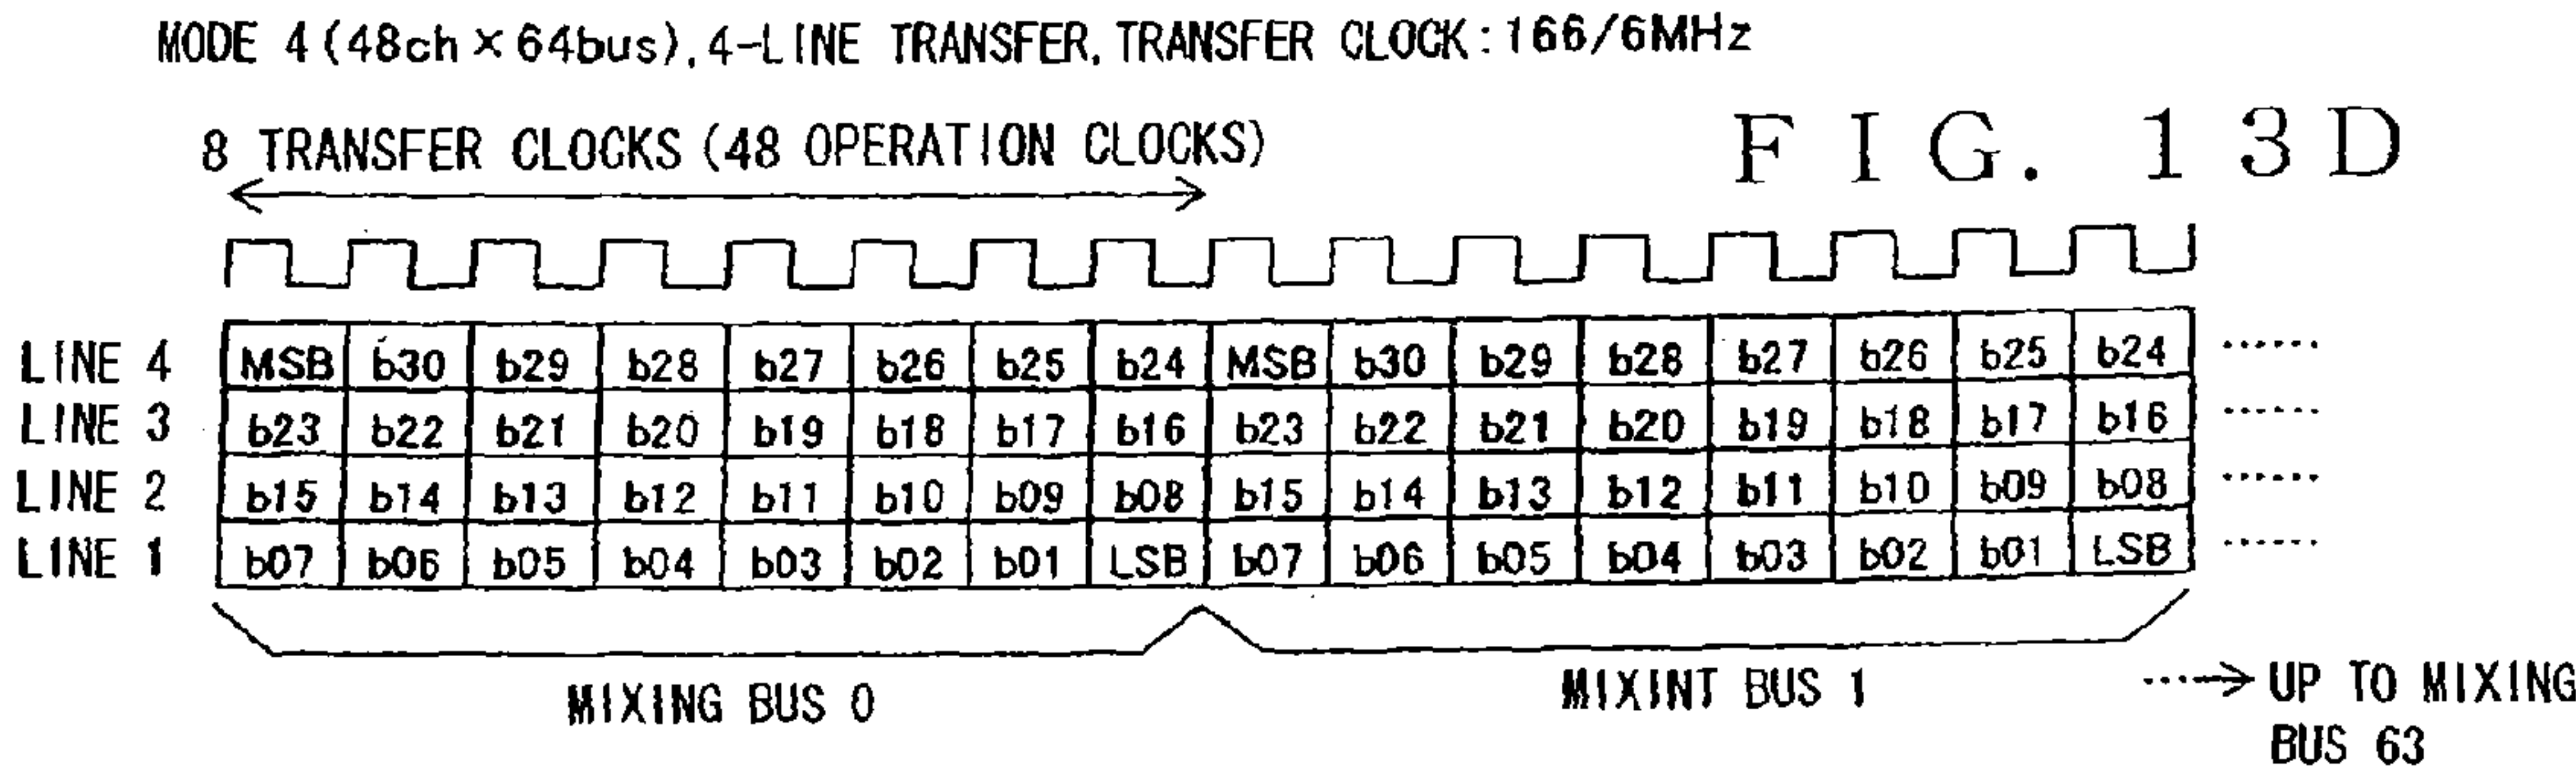 MODE 4 (48ch × 64bus), 4-LINE TRANSFER, TRANSFER CLOCK : 166/6MHz
FIG. 13D
8 TRANSFER CLOCKS (48 OPERATION CLOCKS)
LINE 4 MSB b30 b29 b28 b27 b26 b25 b24 MSB b30 b29 b28 b27 b26 b25 b24 ······
LINE 3 b23 b22 b21 b20 b19 b18 b17 b16 b23 b22 b21 b20 b19 b18 b17 b16 ······
LINE 2 b15 b14 b13 b12 b11 b10 b09 b08 b15 b14 b13 b12 b11 b10 b09 b08 ······
LINE 1 b07 b06 b05 b04 b03 b02 b01 LSB b07 b06 b05 b04 b03 b02 b01 LSB ······
MIXING BUS 0
MIXINT BUS 1
····→ UP TO MIXING
BUS 63